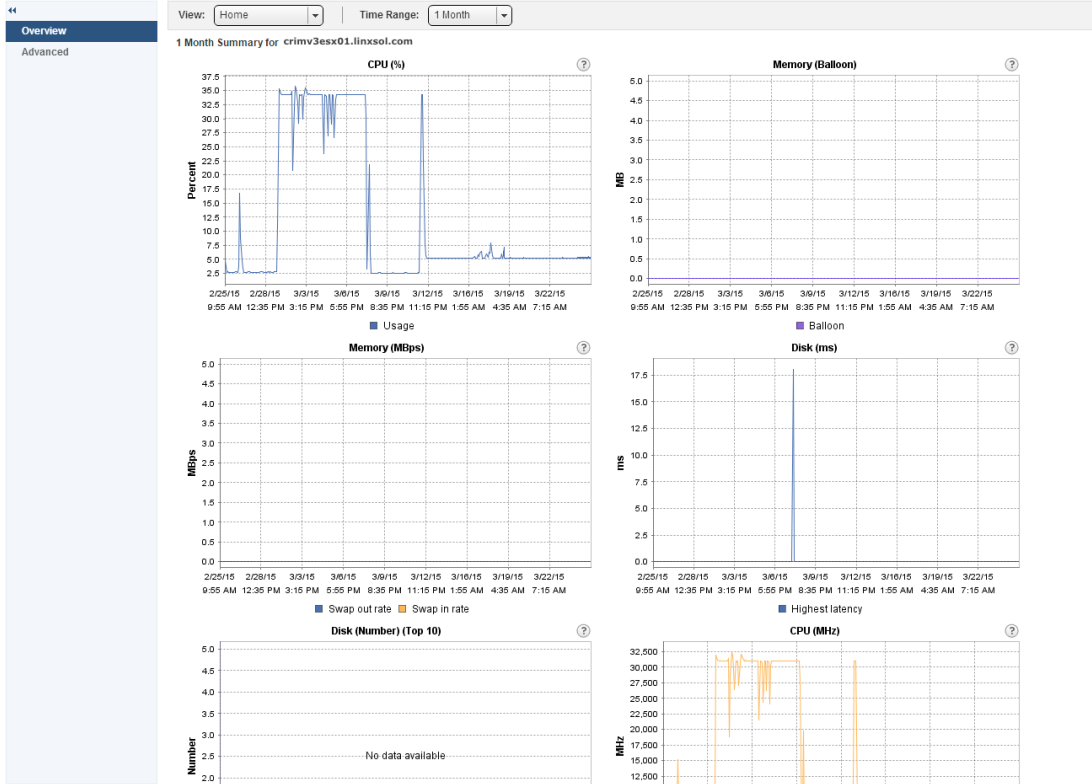 View: Home Time Range: 1 Month
Overview
Advanced
1 Month Summary for crimv3esx01.linxsol.com
CPU (%)
37.5
35.0
32.5
30.0
27.5
25.0
22.5
20.0
17.5
15.0
12.5
10.0
7.5
5.0
2.5
Percent
2/25/15 2/28/15 3/3/15 3/6/15 3/9/15 3/12/15 3/16/15 3/19/15 3/22/15
9:55 AM 12:35 PM 3:15 PM 5:55 PM 8:35 PM 11:15 PM 1:55 AM 4:35 AM 7:15 AM
Usage
Memory (Balloon)
5.0
4.5
4.0
3.5
3.0
2.5
2.0
1.5
1.0
0.5
0.0
MB
2/25/15 2/28/15 3/3/15 3/6/15 3/9/15 3/12/15 3/16/15 3/19/15 3/22/15
9:55 AM 12:35 PM 3:15 PM 5:55 PM 8:35 PM 11:15 PM 1:55 AM 4:35 AM 7:15 AM
Balloon
Memory (MBps)
5.0
4.5
4.0
3.5
3.0
2.5
2.0
1.5
1.0
0.5
0.0
MBps
2/25/15 2/28/15 3/3/15 3/6/15 3/9/15 3/12/15 3/16/15 3/19/15 3/22/15
9:55 AM 12:35 PM 3:15 PM 5:55 PM 8:35 PM 11:15 PM 1:55 AM 4:35 AM 7:15 AM
Swap out rate Swap in rate
Disk (ms)
17.5
15.0
12.5
10.0
7.5
5.0
2.5
0.0
ms
2/25/15 2/28/15 3/3/15 3/6/15 3/9/15 3/12/15 3/16/15 3/19/15 3/22/15
9:55 AM 12:35 PM 3:15 PM 5:55 PM 8:35 PM 11:15 PM 1:55 AM 4:35 AM 7:15 AM
Highest latency
Disk (Number) (Top 10)
5.0
4.5
4.0
3.5
3.0
2.5
2.0
Number
No data available
CPU (MHz)
32,500
30,000
27,500
25,000
22,500
20,000
17,500
15,000
12,500
MHz